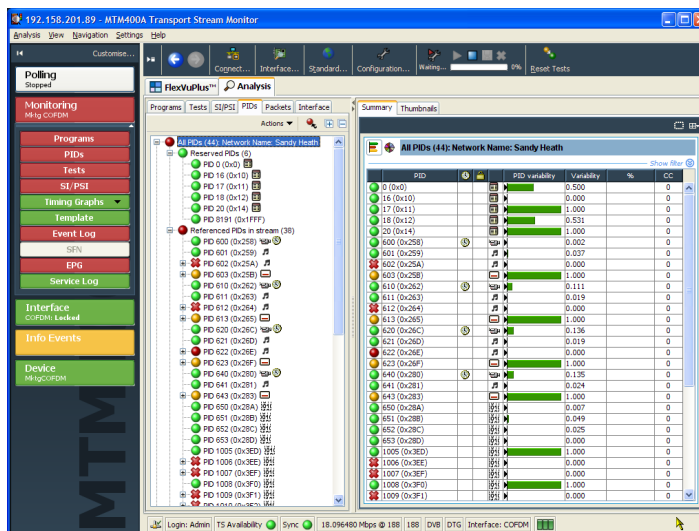 192.158.201.89 - MTM400A Transport Stream Monitor
Analysis View Navigation Settings Help
Customise...
Polling
Stopped
Monitoring
Mktg COFDM
Programs
PIDs
Tests
SI/PSI
Timing Graphs
Template
Event Log
SFN
EPG
Service Log
Interface
COFDM: Locked
Info Events
Device
MktgCOFDM
MTM
Connect... Interface... Standard... Configuration... Waiting... 0% Reset Tests
FlexVuPlus™ Analysis
Programs Tests SI/PSI PIDs Packets Interface
Actions
All PIDs (44): Network Name: Sandy Heath
Reserved PIDs (6)
PID 0 (0x0)
PID 16 (0x10)
PID 17 (0x11)
PID 18 (0x12)
PID 20 (0x14)
PID 8191 (0x1FFF)
Referenced PIDs in stream (38)
PID 600 (0x258)
PID 601 (0x259)
PID 602 (0x25A)
PID 603 (0x25B)
PID 610 (0x262)
PID 611 (0x263)
PID 612 (0x264)
PID 613 (0x265)
PID 620 (0x26C)
PID 621 (0x26D)
PID 622 (0x26E)
PID 623 (0x26F)
PID 640 (0x280)
PID 641 (0x281)
PID 643 (0x283)
PID 650 (0x28A)
PID 651 (0x28B)
PID 652 (0x28C)
PID 653 (0x28D)
PID 1005 (0x3ED)
PID 1006 (0x3EE)
PID 1007 (0x3EF)
PID 1008 (0x3F0)
PID 1009 (0x3F1)
Summary Thumbnails
All PIDs (44): Network Name: Sandy Heath
Show filter
PID PID variability Variability % CC
0 (0x0) 0.500 0
16 (0x10) 0.000 0
17 (0x11) 1.000 0
18 (0x12) 0.531 0
20 (0x14) 1.000 0
600 (0x258) 0.002 0
601 (0x259) 0.037 0
602 (0x25A) 0.000 0
603 (0x25B) 1.000 0
610 (0x262) 0.111 0
611 (0x263) 0.019 0
612 (0x264) 0.000 0
613 (0x265) 1.000 0
620 (0x26C) 0.136 0
621 (0x26D) 0.019 0
622 (0x26E) 0.000 0
623 (0x26F) 1.000 0
640 (0x280) 0.135 0
641 (0x281) 0.024 0
643 (0x283) 1.000 0
650 (0x28A) 0.007 0
651 (0x28B) 0.049 0
652 (0x28C) 0.025 0
653 (0x28D) 0.000 0
1005 (0x3ED) 1.000 0
1006 (0x3EE) 0.000 0
1007 (0x3EF) 0.000 0
1008 (0x3F0) 1.000 0
1009 (0x3F1) 0.000 0
Login: Admin TS Availability Sync 18.096480 Mbps @ 188 188 DVB DTG Interface: COFDM